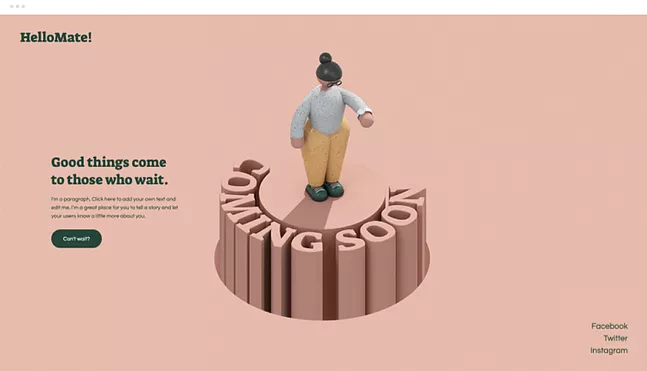 HelloMate!
Good things come
to those who wait.
I'm a paragraph. Click here to add your own text and
edit me. I'm a great place for you to tell a story and let
your users know a little more about you.
Can't wait?
COMING SOON
Facebook
Twitter
Instagram